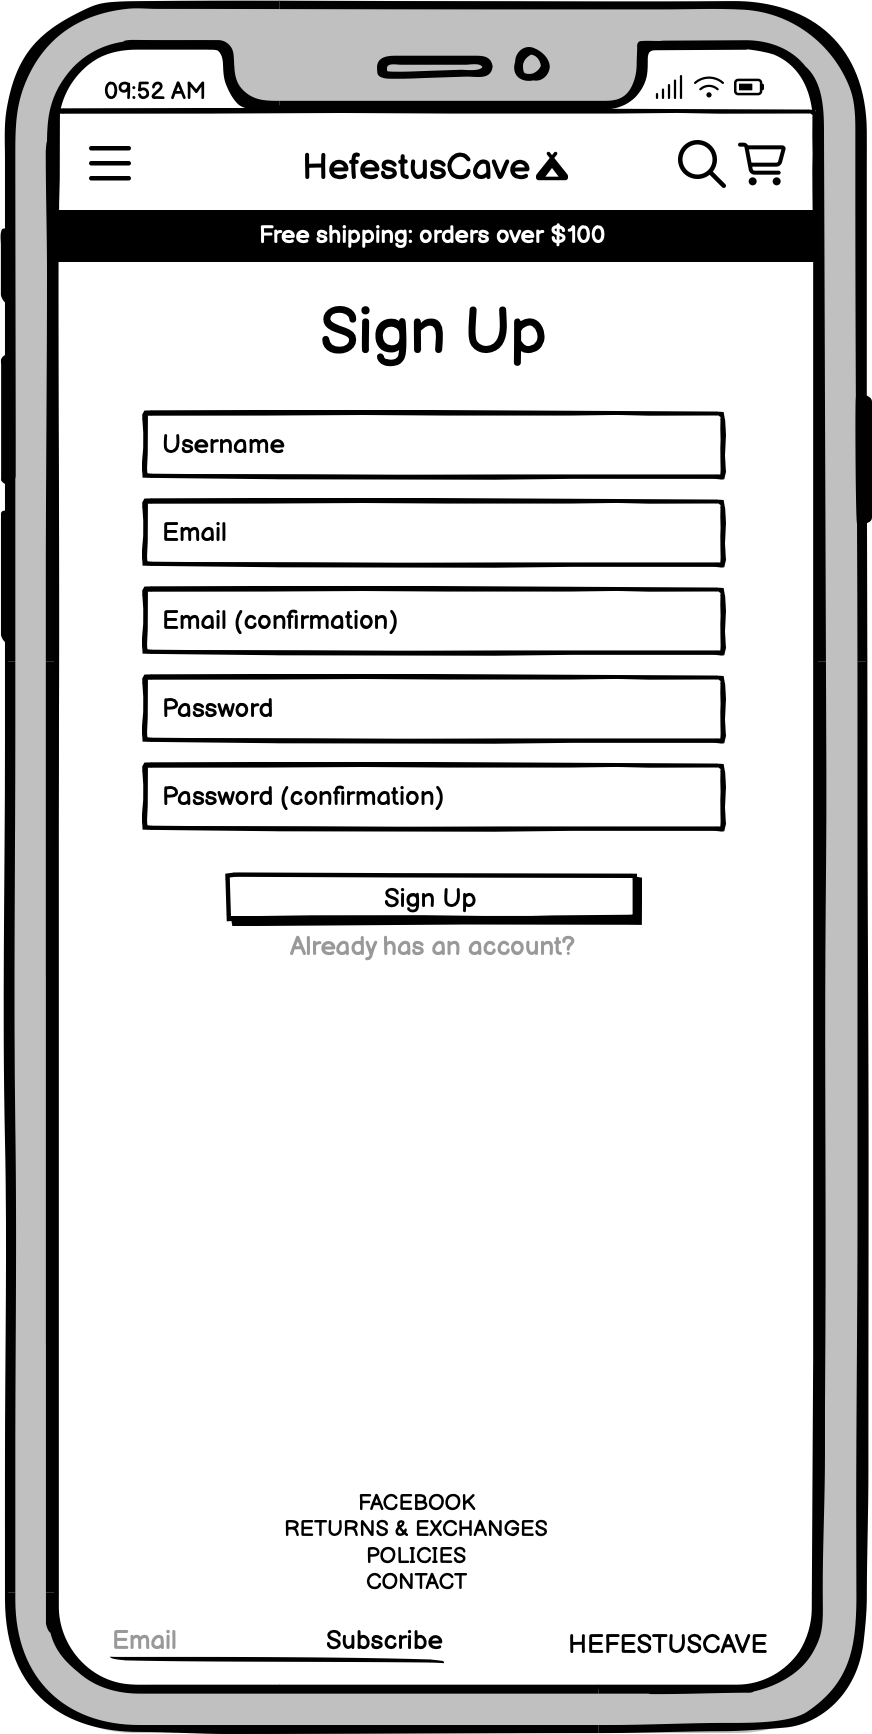 09:52 AM
HefestusCave
Free shipping: orders over $100
Sign Up
Username
Email
Email (confirmation)
Password
Password (confirmation)
Sign Up
Already has an account?
FACEBOOK
RETURNS & EXCHANGES
POLICIES
CONTACT
Email Subscribe HEFESTUSCAVE